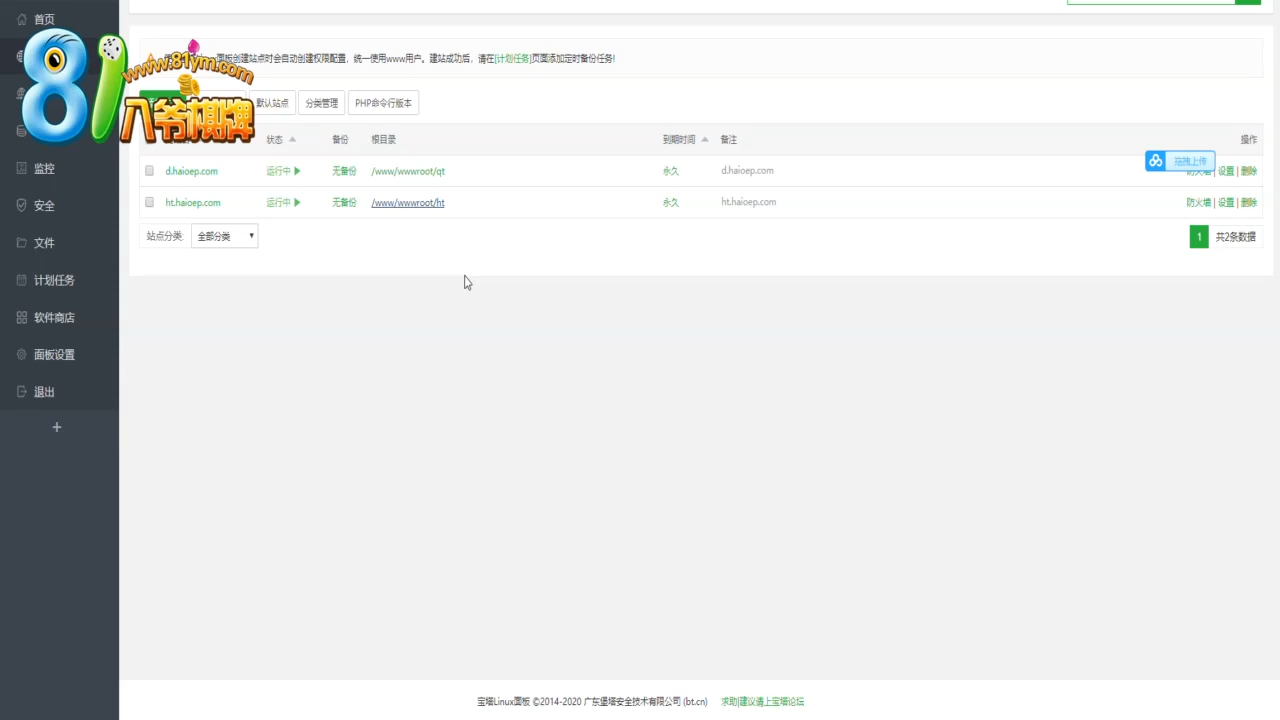 首页
81
www.81ym.com
八爷棋牌
面板创建站点时会自动创建权限配置，统一使用www用户。建站成功后，请在[计划任务]页面添加定时备份任务!
默认站点 分类管理 PHP命令行版本
状态 备份 根目录 到期时间 备注 操作
拖拽上传
d.haioep.com 运行中 无备份 /www/wwwroot/qt 永久 d.haioep.com 防火墙 | 设置 | 删除
ht.haioep.com 运行中 无备份 /www/wwwroot/ht 永久 ht.haioep.com 防火墙 | 设置 | 删除
站点分类: 全部分类 1 共2条数据
监控
安全
文件
计划任务
软件商店
面板设置
退出
宝塔Linux面板 ©2014-2020 广东堡塔安全技术有限公司 (bt.cn) 求助|建议请上宝塔论坛